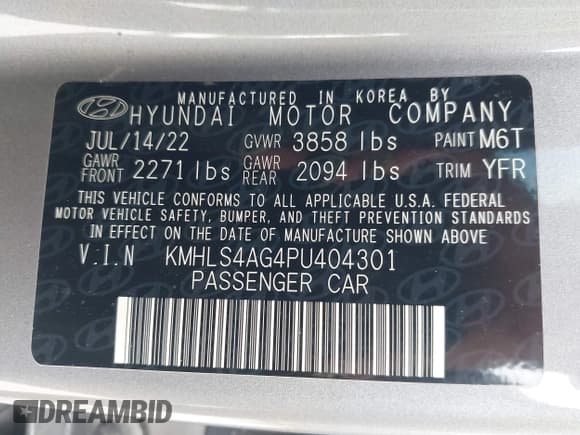 MANUFACTURED IN KOREA BY
HYUNDAI MOTOR COMPANY
JUL/14/22 GVWR 3858 lbs PAINT M6T
GAWR FRONT 2271 lbs GAWR REAR 2094 lbs TRIM YFR
THIS VEHICLE CONFORMS TO ALL APPLICABLE U.S.A. FEDERAL
MOTOR VEHICLE SAFETY, BUMPER, AND THEFT PREVENTION STANDARDS
IN EFFECT ON THE DATE OF MANUFACTURE SHOWN ABOVE
V.I.N KMHLS4AG4PU404301
PASSENGER CAR
DREAMBID